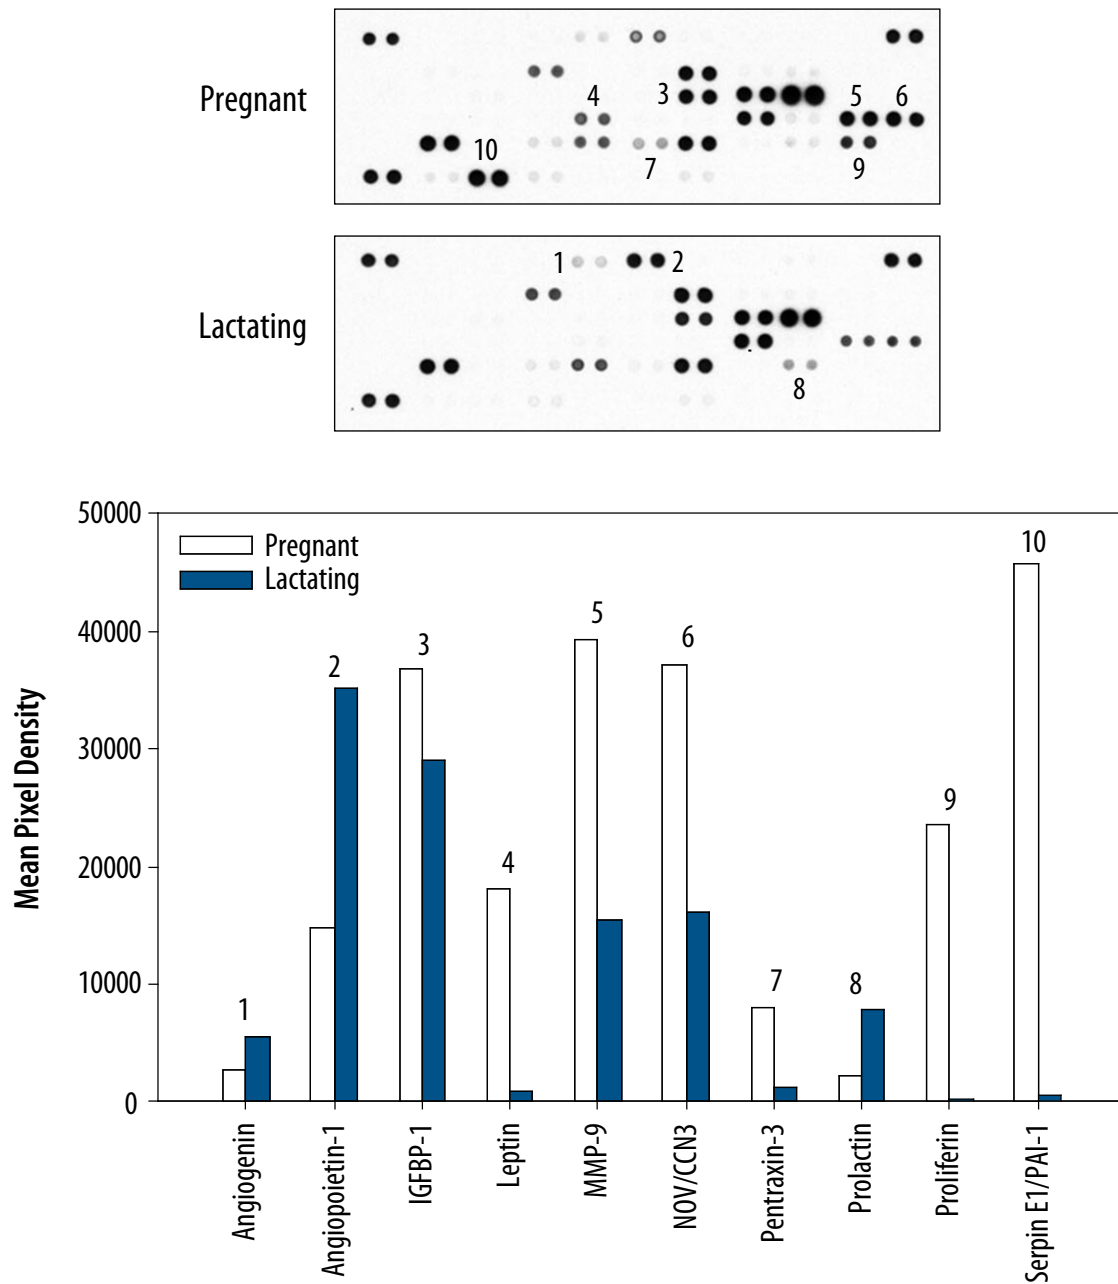 Pregnant
3
4
5
6
7
9
10
Lactating
1
2
8
50000
40000
30000
20000
10000
0
Mean Pixel Density
Pregnant
Lactating
1
2
3
4
5
6
7
8
9
10
Angiogenin
Angiopoietin-1
IGFBP-1
Leptin
MMP-9
NOV/CCN3
Pentraxin-3
Prolactin
Proliferin
Serpin E1/PAI-1